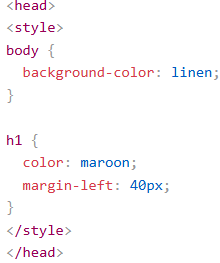 <head>
<style>
body {
  background-color: linen;
}

h1 {
  color: maroon;
  margin-left: 40px;
}
</style>
</head>